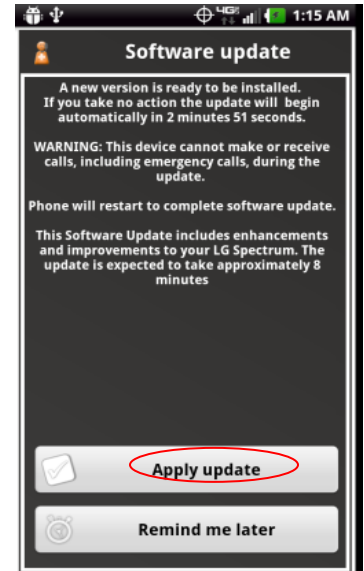 4G 1:15 AM
Software update
A new version is ready to be installed.
If you take no action the update will begin
automatically in 2 minutes 51 seconds.
WARNING: This device cannot make or receive
calls, including emergency calls, during the
update.
Phone will restart to complete software update.
This Software Update includes enhancements
and improvements to your LG Spectrum. The
update is expected to take approximately 8
minutes
Apply update
Remind me later